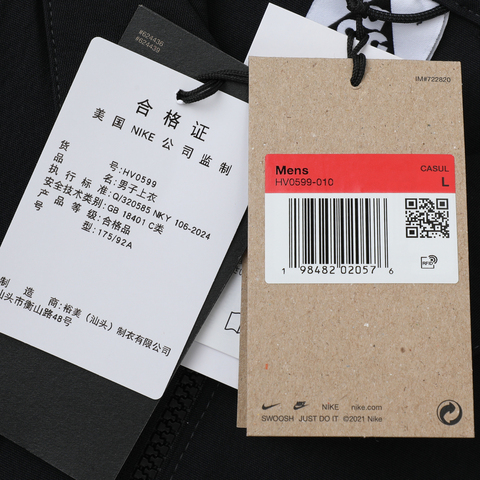 #624436
#624439
合格证
美国 NIKE 公司监制
货 号: HV0599
品 名: 男子上衣
执行标准: Q/320585 NKY 106-2024
安全技术类别: GB 18401 C类
产品等级: 合格品
号 型: 175/92A
制造商: 裕美（汕头）制衣有限公司
汕头市衡山路48号
IM#722820
Mens
CASUL
HV0599-010
L
1 98482 02057 6
RFID
NIKE nike.com
SWOOSH JUST DO IT ©2021 Nike